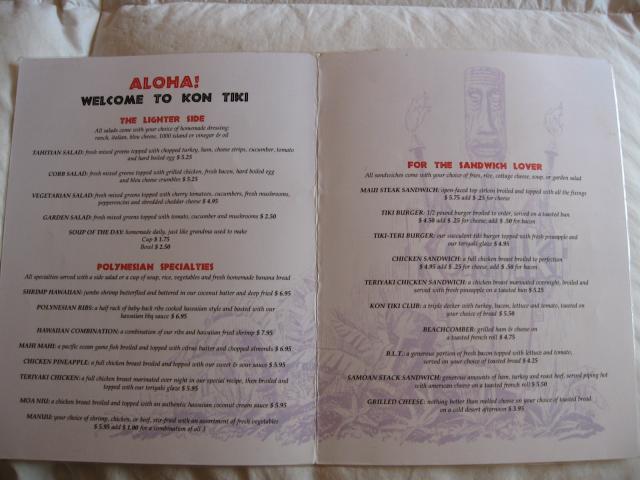 ALOHA!
WELCOME TO KON TIKI
THE LIGHTER SIDE
All salads come with your choice of homemade dressing:
ranch, italian, bleu cheese, 1000 island or vinegar & oil
TAHITIAN SALAD: fresh mixed greens topped with chopped turkey, ham, cheese strips, cucumber, tomato
and hard boiled egg $ 5.25
COBB SALAD: fresh mixed greens topped with grilled chicken, fresh bacon, hard boiled egg
and bleu cheese crumbles $ 5.25
VEGETARIAN SALAD: fresh mixed greens topped with cherry tomatoes, cucumbers, fresh mushrooms,
pepperoncini and shredded cheddar cheese $ 4.95
GARDEN SALAD: fresh mixed greens topped with tomato, cucumber and mushrooms $ 2.50
SOUP OF THE DAY: homemade daily, just like grandma used to make
Cup $ 1.75
Bowl $ 2.50
POLYNESIAN SPECIALTIES
All specialties served with a side salad or a cup of soup, rice, vegetables and fresh homemade banana bread
SHRIMP HAWAIIAN: jumbo shrimp butterflied and battered in our coconut batter and deep fried $ 6.95
POLYNESIAN RIBS: a half rack of baby-back ribs cooked hawaiian style and basted with our
hawaiian bbq sauce $ 6.95
HAWAIIAN COMBINATION: a combination of our ribs and hawaiian fried shrimp $ 7.95
MAHI MAHI: a pacific ocean game fish broiled and topped with citrus butter and chopped almonds $ 6.95
CHICKEN PINEAPPLE: a full chicken breast broiled and topped with our sweet & sour sauce $ 5.95
TERIYAKI CHICKEN: a full chicken breast marinated over night in our special recipe, then broiled and
topped with our teriyaki glaze $ 5.95
MOA NIU: a chicken breast broiled and topped with an authentic hawaiian coconut cream sauce $ 5.95
your choice of shrimp, chicken, or beef, stir-fried with an assortment of fresh vegetables
$ 5.95 add $ 1.00 for a combination of all 3
FOR THE SANDWICH LOVER
All sandwiches come with your choice of fries, rice, cottage cheese, soup, or garden salad
MAUI STEAK SANDWICH: open-faced top sirloin broiled and topped with all the fixings
$ 5.75 add .25 for cheese
TIKI BURGER: 1/2 pound burger broiled to order, served on a toasted bun
$ 4.50 add $ .25 for cheese; add $ .50 for bacon
TIKI-TERI BURGER: our succulent tiki burger topped with fresh pineapple and
our teriyaki glaze $ 4.95
CHICKEN SANDWICH: a full chicken breast broiled to perfection
$ 4.95 add $ .25 for cheese, add $ .50 for bacon
TERIYAKI CHICKEN SANDWICH: a chicken breast marinated overnight, broiled and
served with fresh pineapple on a toasted bun $ 5.25
KON TIKI CLUB: a triple decker with turkey, bacon, lettuce and tomato, toasted on
your choice of bread $ 5.50
BEACHCOMBER: grilled ham & cheese on
a toasted french roll $ 4.75
B.L.T.: a generous portion of fresh bacon topped with lettuce and tomato,
served on your choice of toasted bread $ 4.25
SAMOAN STACK SANDWICH: generous amounts of ham, turkey and roast beef, served piping hot
with american cheese on a toasted french roll $ 5.50
GRILLED CHEESE: nothing better than melted cheese on your choice of toasted bread
on a cold desert afternoon $ 3.95